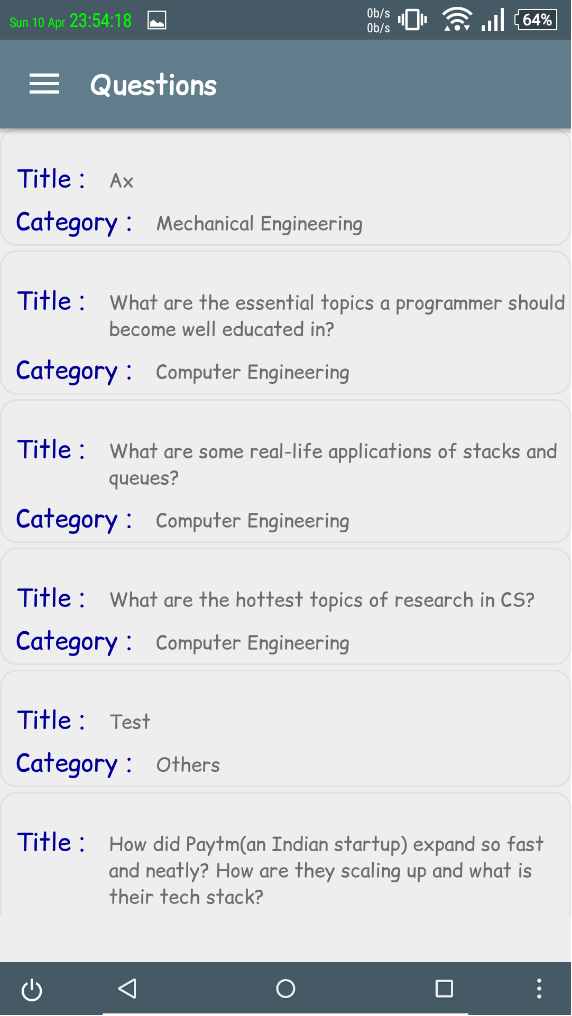 Sun 10 Apr 23:54:18
0b/s
0b/s
64%
Questions
Title : Ax
Category : Mechanical Engineering
Title : What are the essential topics a programmer should
become well educated in?
Category : Computer Engineering
Title : What are some real-life applications of stacks and
queues?
Category : Computer Engineering
Title : What are the hottest topics of research in CS?
Category : Computer Engineering
Title : Test
Category : Others
Title : How did Paytm(an Indian startup) expand so fast
and neatly? How are they scaling up and what is
their tech stack?